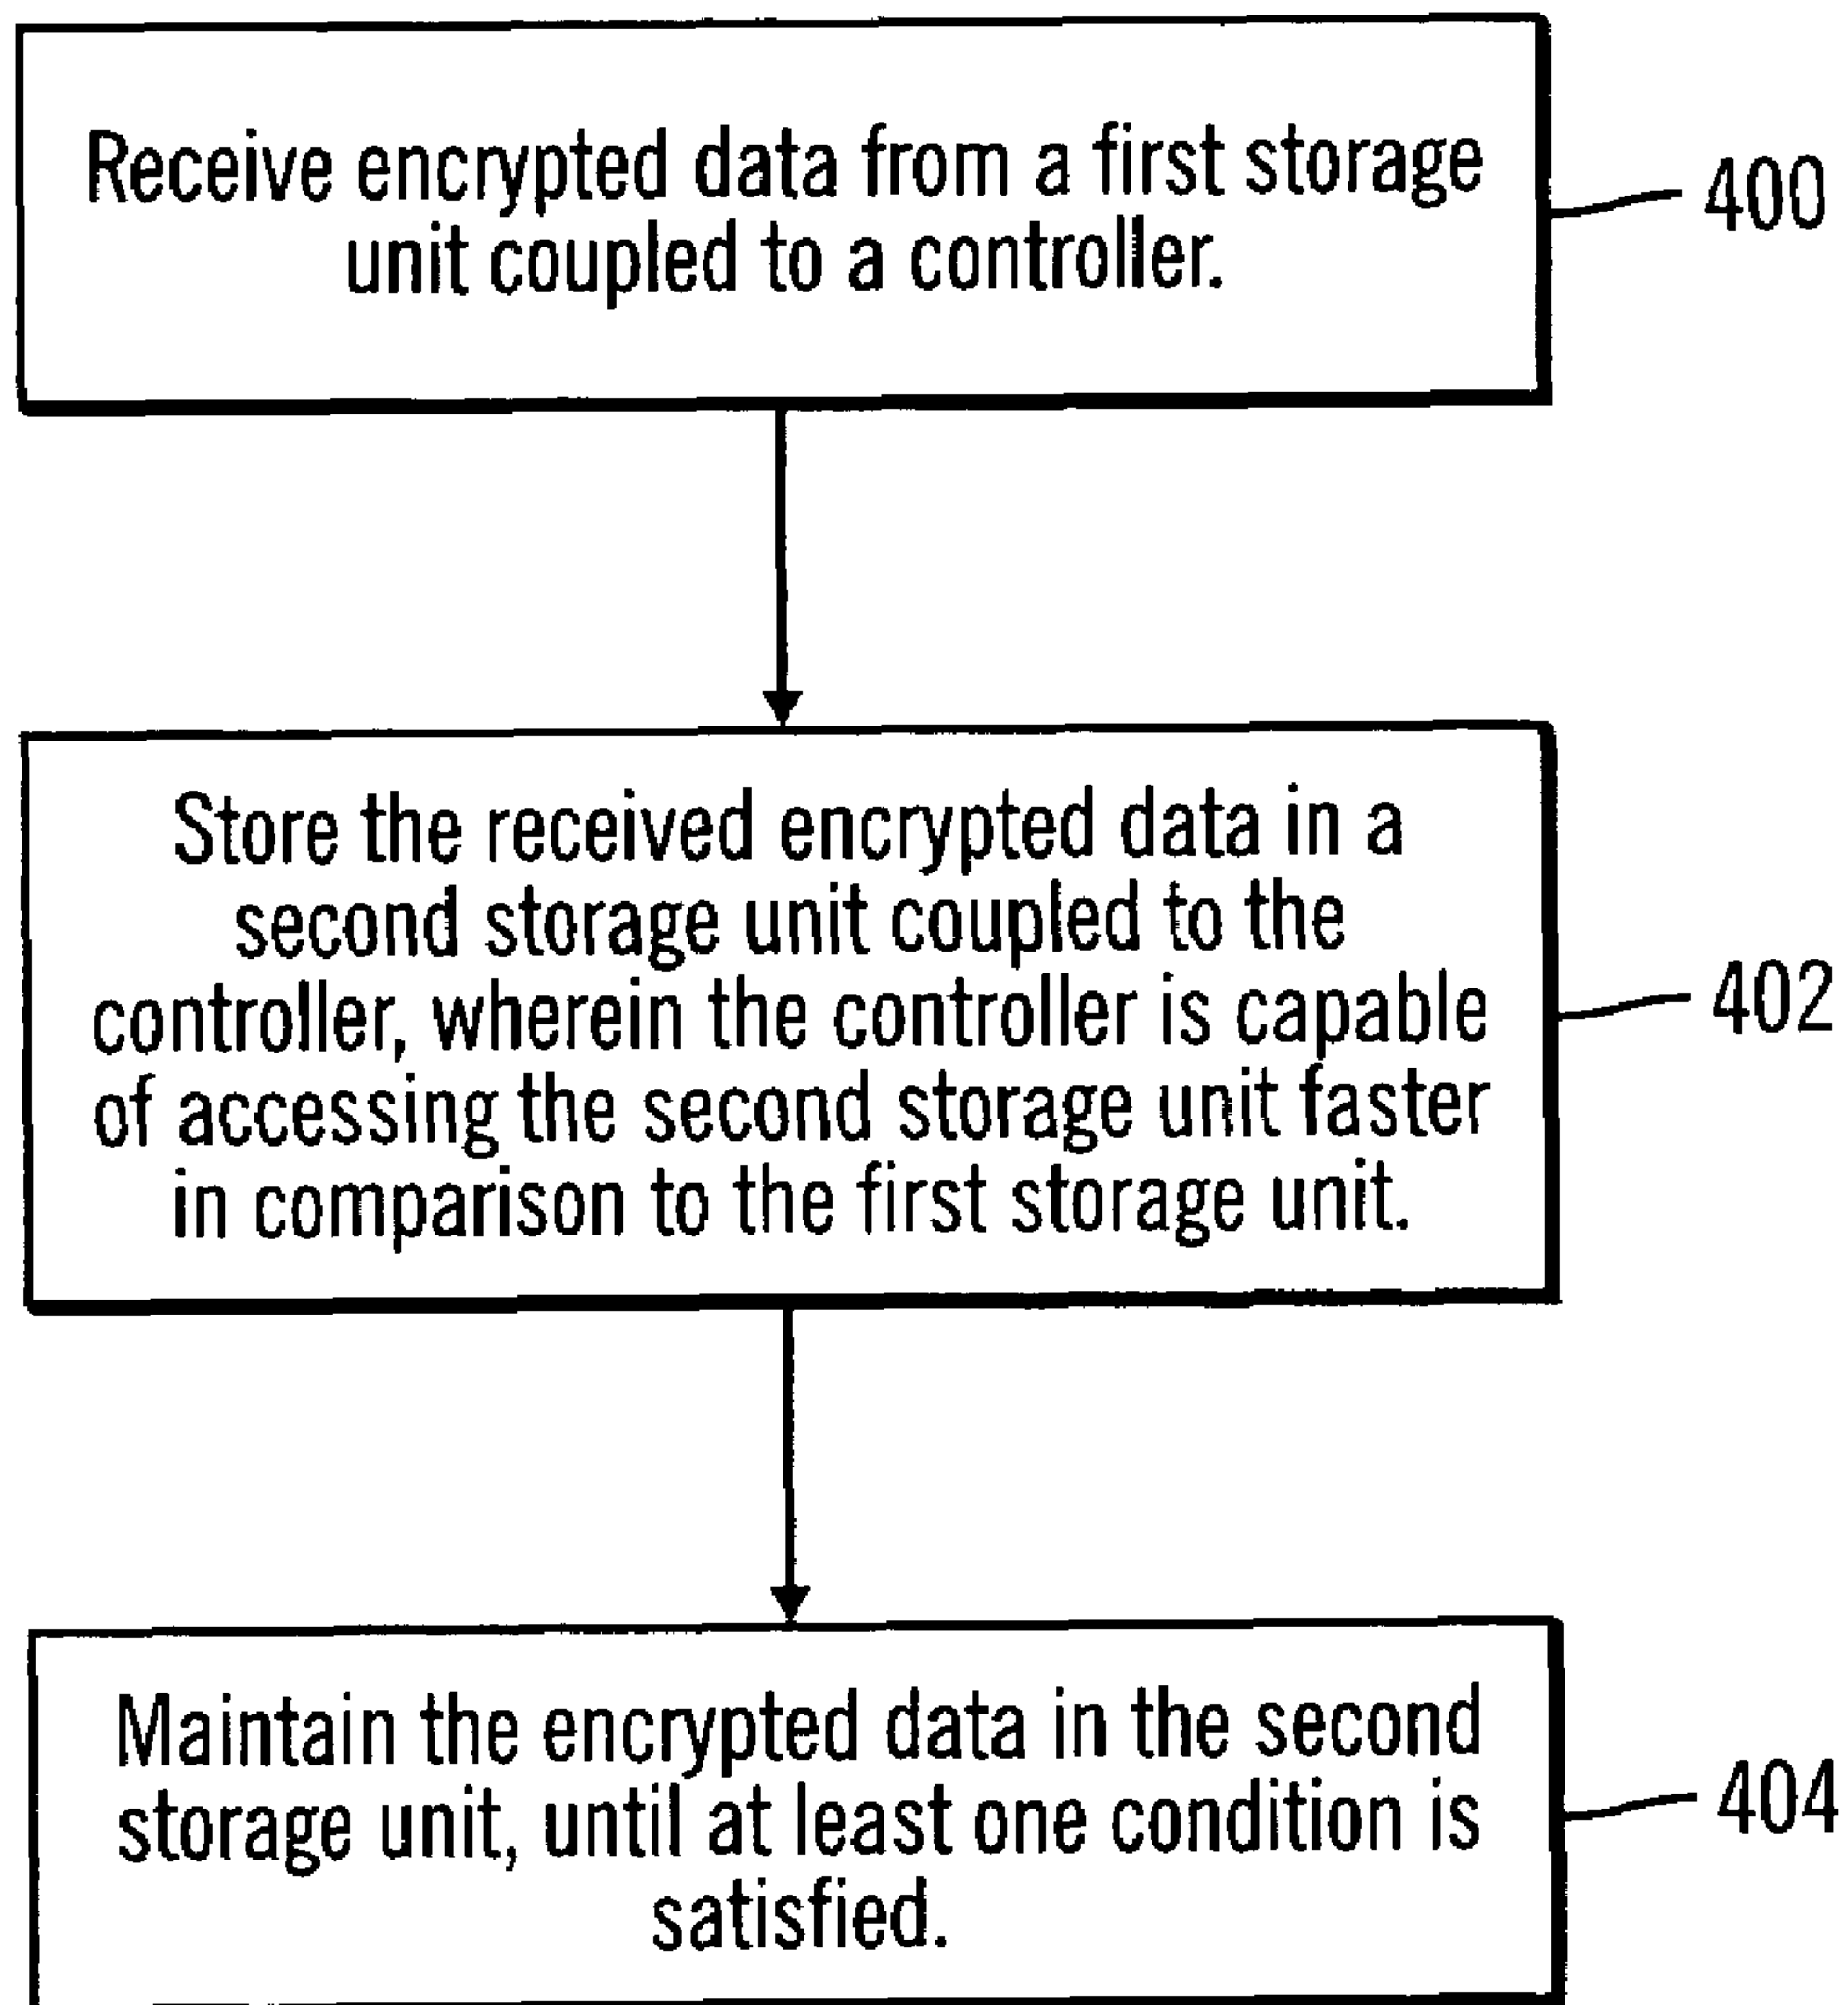 Receive encrypted data from a first storage
unit coupled to a controller.
400
Store the received encrypted data in a
second storage unit coupled to the
controller, wherein the controller is capable
of accessing the second storage unit faster
in comparison to the first storage unit.
402
Maintain the encrypted data in the second
storage unit, until at least one condition is
satisfied.
404